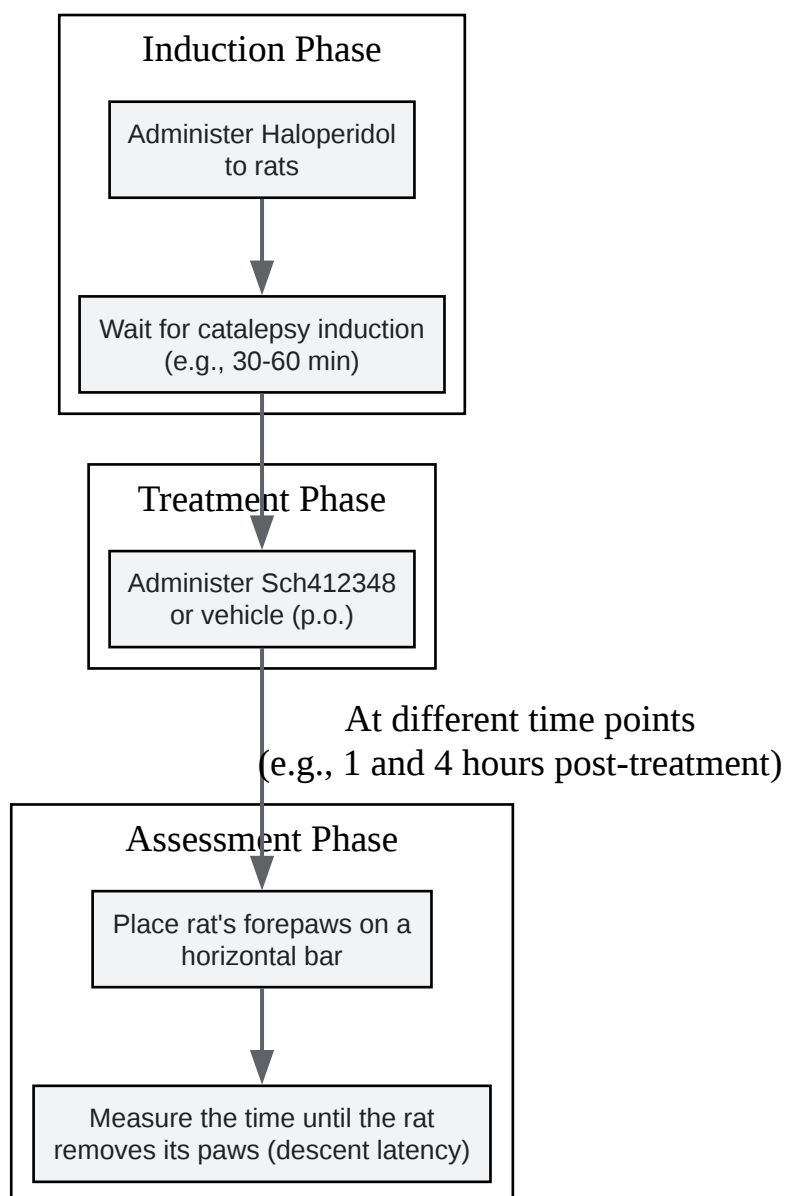 Induction Phase
Administer Haloperidol
to rats
Wait for catalepsy induction
(e.g., 30-60 min)
Treatment Phase
Administer Sch412348
or vehicle (p.o.)
At different time points
(e.g., 1 and 4 hours post-treatment)
Assessment Phase
Place rat's forepaws on a
horizontal bar
Measure the time until the rat
removes its paws (descent latency)